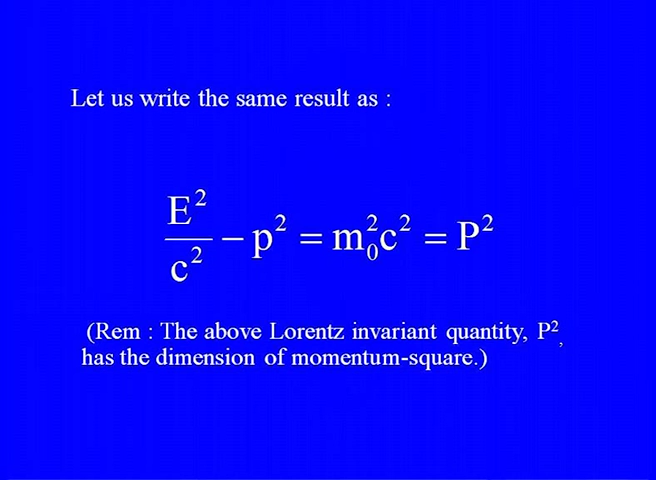 Let us write the same result as :
E²/c² − p² = m₀²c² = P²
(Rem : The above Lorentz invariant quantity, P²,
has the dimension of momentum-square.)